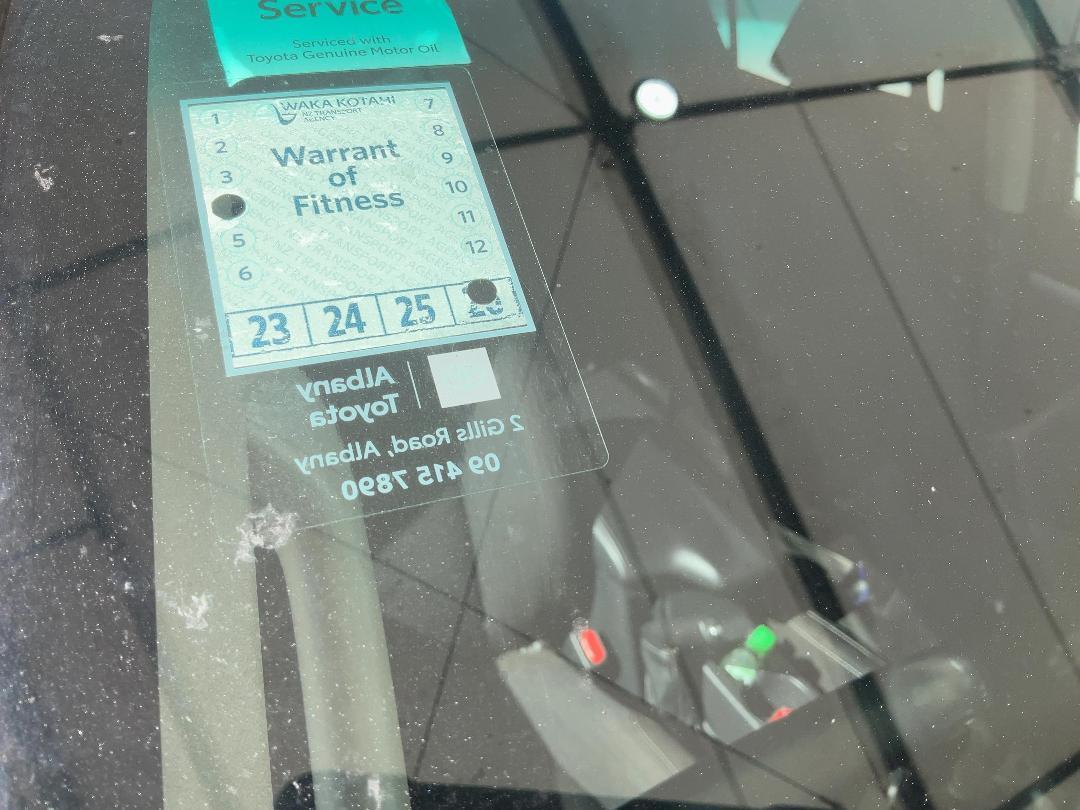 Service
Serviced with
Toyota Genuine Motor Oil
WAKA KOTAHI
NZ TRANSPORT
AGENCY
1
2
3
5
6
7
8
9
10
11
12
Warrant
of
Fitness
23 24 25
Albany
Toyota
2 Gills Road, Albany
09 415 7890